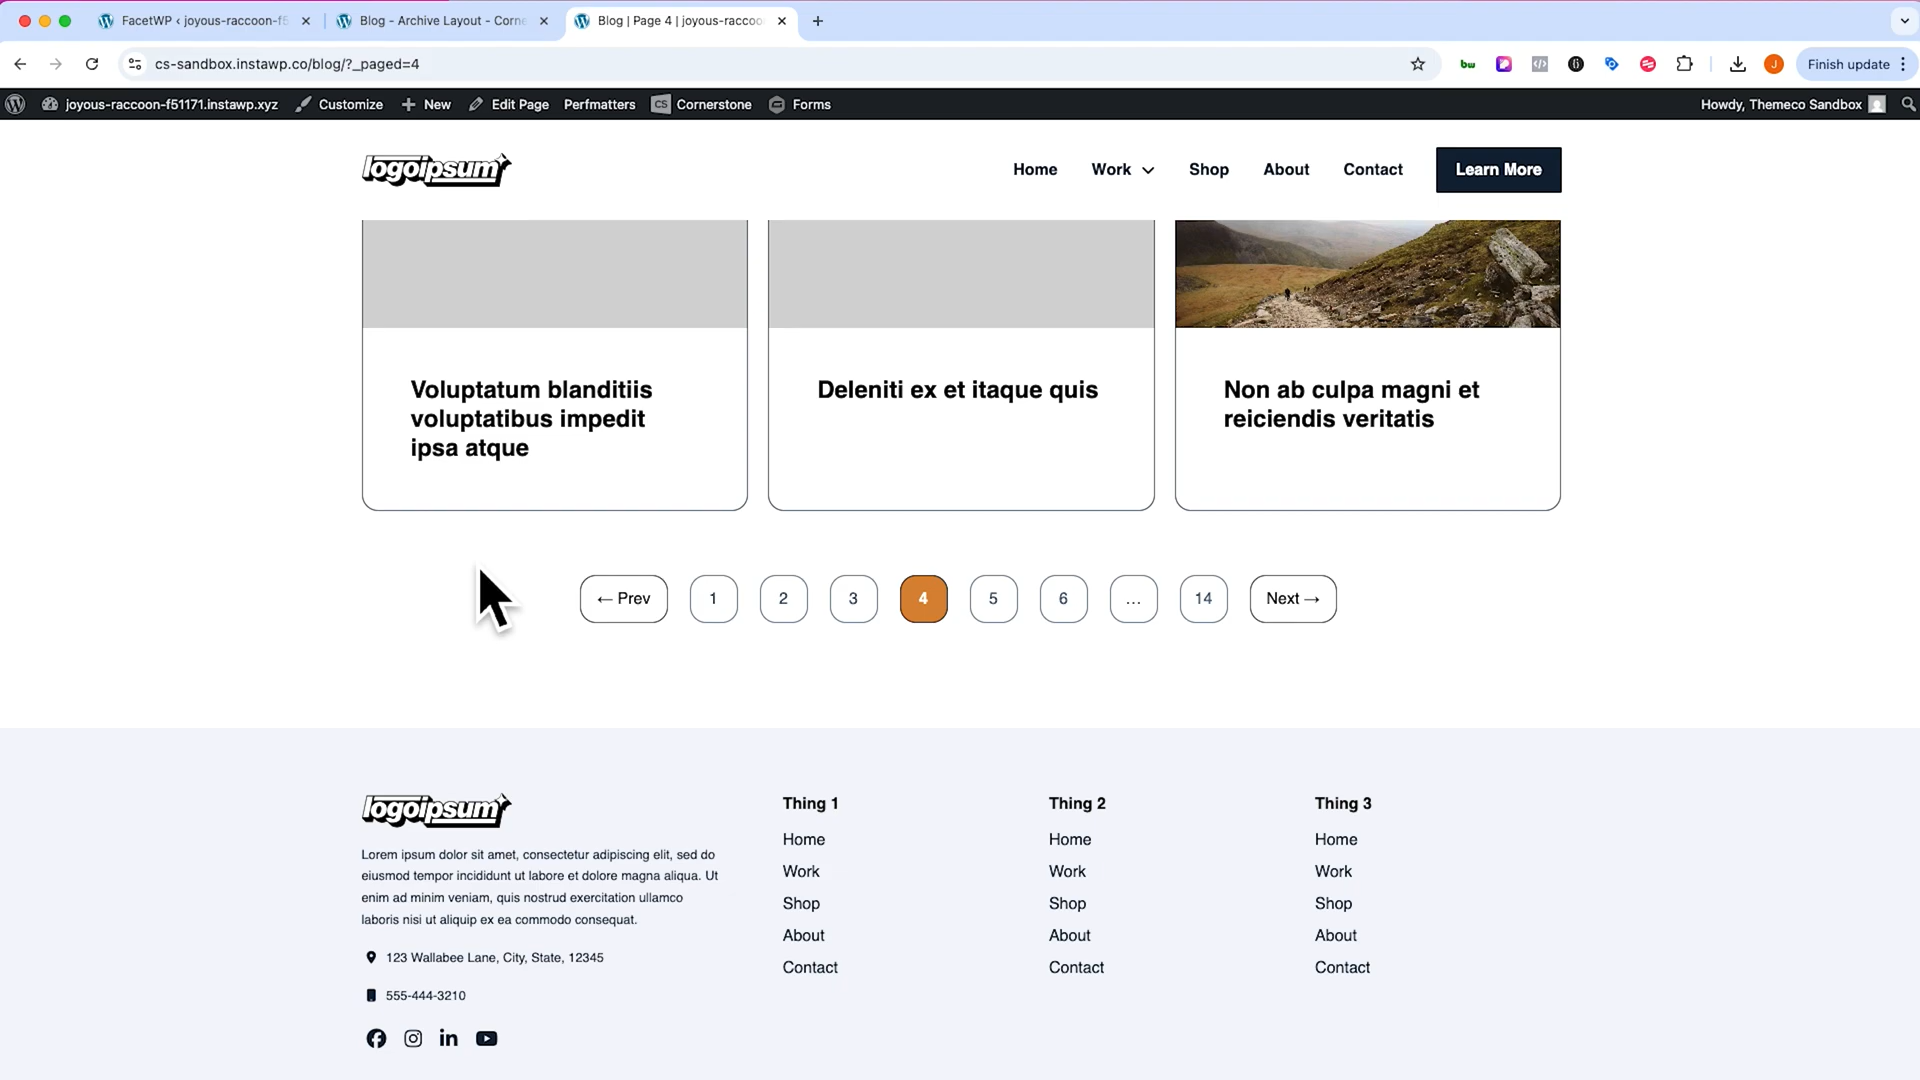 FacetWP ‹ joyous-raccoon-f5
Blog - Archive Layout - Corne
Blog | Page 4 | joyous-raccoo
cs-sandbox.instawp.co/blog/?_paged=4
bw
J
Finish update
joyous-raccoon-f51171.instawp.xyz
Customize
New
Edit Page
Perfmatters
CS
Cornerstone
Forms
Howdy, Themeco Sandbox
logoipsum
Home
Work
Shop
About
Contact
Learn More
Voluptatum blanditiis
voluptatibus impedit
ipsa atque
Deleniti ex et itaque quis
Non ab culpa magni et
reiciendis veritatis
← Prev
1
2
3
4
5
6
...
14
Next →
logoipsum
Lorem ipsum dolor sit amet, consectetur adipiscing elit, sed do
eiusmod tempor incididunt ut labore et dolore magna aliqua. Ut
enim ad minim veniam, quis nostrud exercitation ullamco
laboris nisi ut aliquip ex ea commodo consequat.
123 Wallabee Lane, City, State, 12345
555-444-3210
in
Thing 1
Home
Work
Shop
About
Contact
Thing 2
Home
Work
Shop
About
Contact
Thing 3
Home
Work
Shop
About
Contact